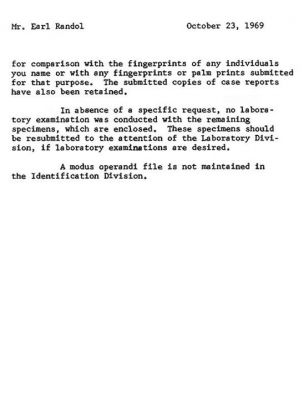 Mr. Earl Randol October 23, 1969
for comparison with the fingerprints of any individuals
you name or with any fingerprints or palm prints submitted
for that purpose. The submitted copies of case reports
have also been retained.
In absence of a specific request, no labora-
tory examination was conducted with the remaining
specimens, which are enclosed. These specimens should
be resubmitted to the attention of the Laboratory Divi-
sion, if laboratory examinations are desired.
A modus operandi file is not maintained in
the Identification Division.